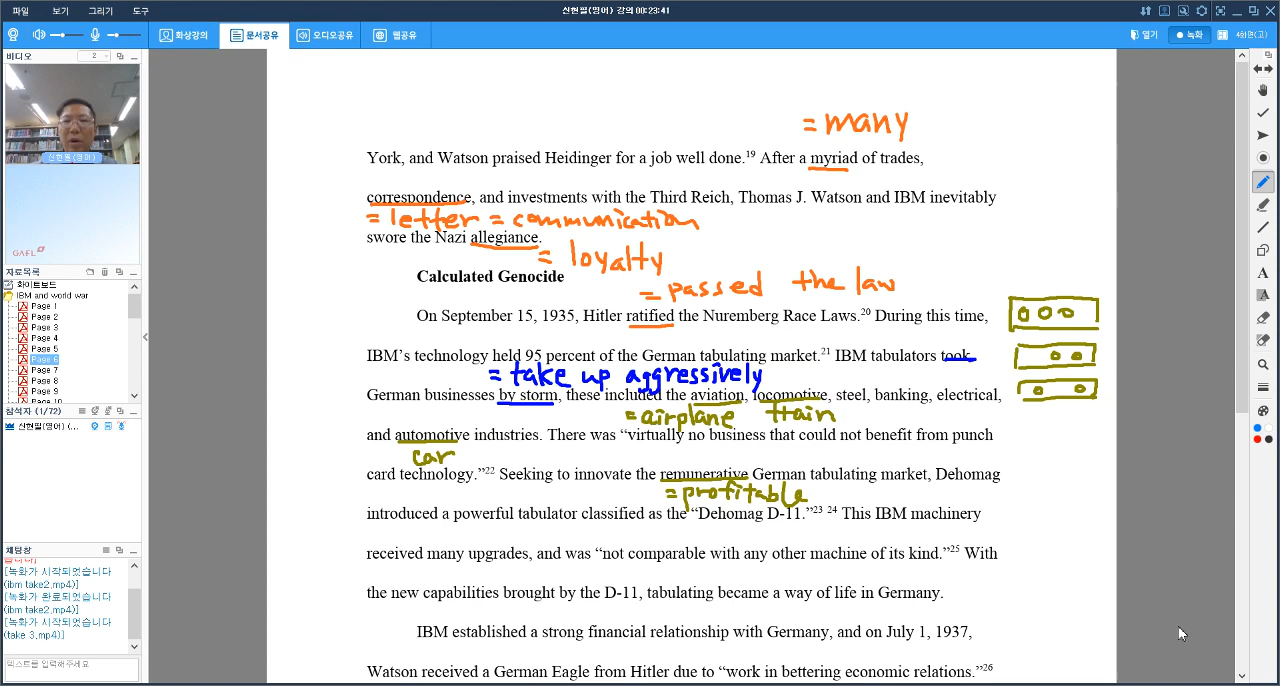 파일 보기 그리기 도구 신현필(영어) 강의 00:23:41
화상강의 문서공유 오디오공유 웹공유 열기 녹화 4화면(고)
비디오 2
신현필(영어)
GAFL
자료목록
화이트보드
IBM and world war
Page 1
Page 2
Page 3
Page 4
Page 5
Page 6
Page 7
Page 8
Page 9
Page 10
참석자 (1/72)
신현필(영어) (...
채팅창
[녹화가 시작되었습니다
(ibm take2,mp4)]
[녹화가 완료되었습니다
(ibm take2,mp4)]
[녹화가 시작되었습니다
(take 3,mp4)]
텍스트를 입력해주세요
= many
York, and Watson praised Heidinger for a job well done.19 After a myriad of trades,
correspondence, and investments with the Third Reich, Thomas J. Watson and IBM inevitably
= letter = communication
swore the Nazi allegiance.
= loyalty
Calculated Genocide
= passed the law
On September 15, 1935, Hitler ratified the Nuremberg Race Laws.20 During this time,
IBM's technology held 95 percent of the German tabulating market.21 IBM tabulators took
= take up aggressively
German businesses by storm, these included the aviation, locomotive, steel, banking, electrical,
= airplane train
and automotive industries. There was “virtually no business that could not benefit from punch
car
card technology.”22 Seeking to innovate the remunerative German tabulating market, Dehomag
= profitable
introduced a powerful tabulator classified as the “Dehomag D-11.”23 24 This IBM machinery
received many upgrades, and was “not comparable with any other machine of its kind.”25 With
the new capabilities brought by the D-11, tabulating became a way of life in Germany.
IBM established a strong financial relationship with Germany, and on July 1, 1937,
Watson received a German Eagle from Hitler due to “work in bettering economic relations.”26
A
A